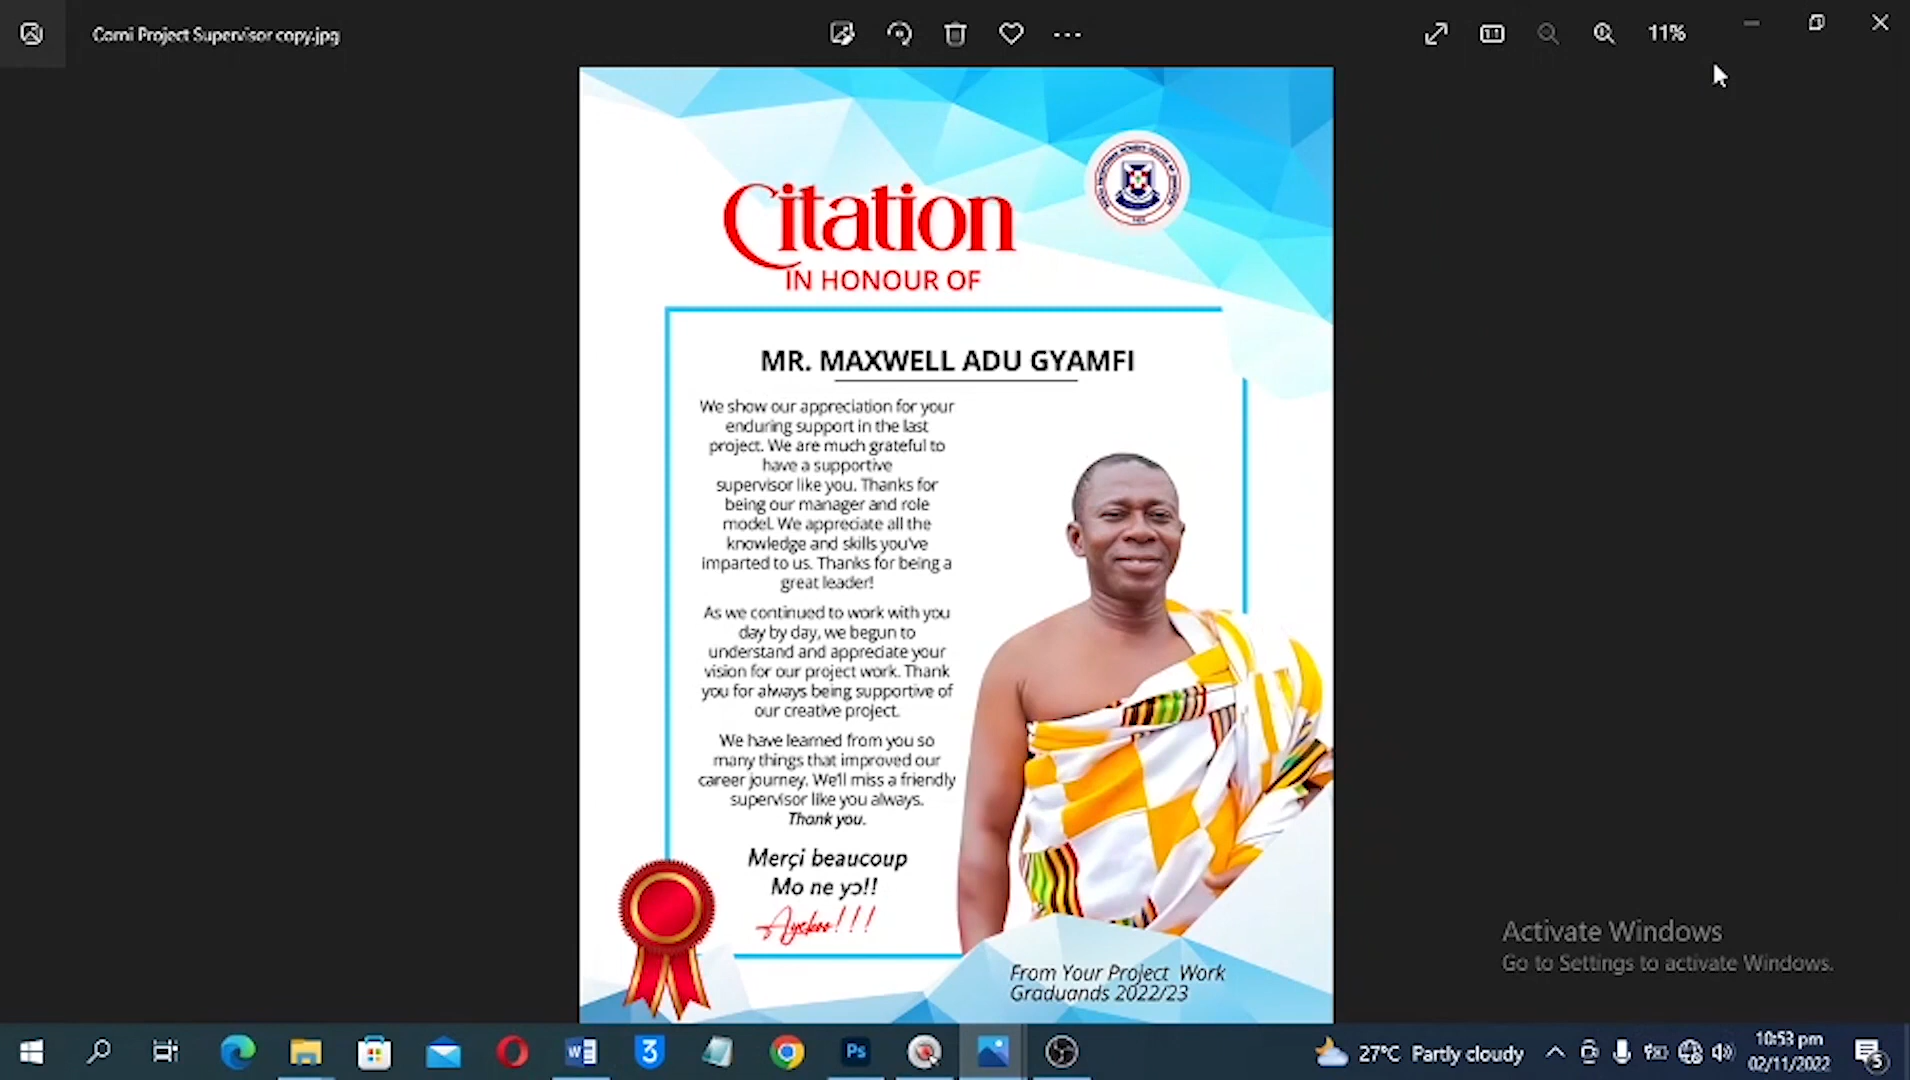 Comi Project Supervisor copy.jpg
11%
Citation
IN HONOUR OF
MR. MAXWELL ADU GYAMFI
We show our appreciation for your
enduring support in the last
project. We are much grateful to
have a supportive
supervisor like you. Thanks for
being our manager and role
model. We appreciate all the
knowledge and skills you've
imparted to us. Thanks for being a
great leader!
As we continued to work with you
day by day, we begun to
understand and appreciate your
vision for our project work. Thank
you for always being supportive of
our creative project.
We have learned from you so
many things that improved our
career journey. We'll miss a friendly
supervisor like you always.
Thank you.
Merçi beaucoup
Mo ne yɔ!!
Ayekoo!!!
From Your Project Work
Graduands 2022/23
Activate Windows
Go to Settings to activate Windows.
27°C Partly cloudy
10:53 pm
02/11/2022
5